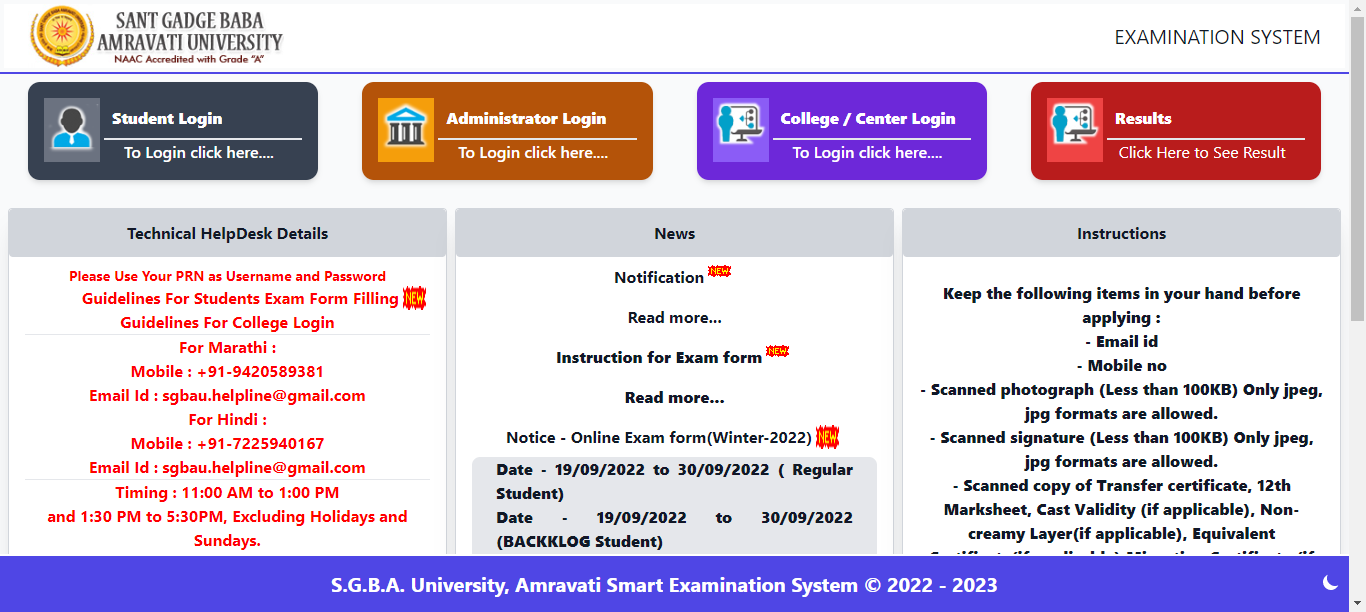 SANT GADGE BABA
AMRAVATI UNIVERSITY
NAAC Accredited with Grade "A"
EXAMINATION SYSTEM
Student Login
To Login click here....
Administrator Login
To Login click here....
College / Center Login
To Login click here....
Results
Click Here to See Result
Technical HelpDesk Details
Please Use Your PRN as Username and Password
Guidelines For Students Exam Form Filling NEW
Guidelines For College Login
For Marathi :
Mobile : +91-9420589381
Email Id : sgbau.helpline@gmail.com
For Hindi :
Mobile : +91-7225940167
Email Id : sgbau.helpline@gmail.com
Timing : 11:00 AM to 1:00 PM
and 1:30 PM to 5:30PM, Excluding Holidays and
Sundays.
News
Notification NEW
Read more...
Instruction for Exam form NEW
Read more...
Notice - Online Exam form(Winter-2022) NEW
Date - 19/09/2022 to 30/09/2022 ( Regular
Student)
Date - 19/09/2022 to 30/09/2022
(BACKKLOG Student)
Instructions
Keep the following items in your hand before
applying :
- Email id
- Mobile no
- Scanned photograph (Less than 100KB) Only jpeg,
jpg formats are allowed.
- Scanned signature (Less than 100KB) Only jpeg,
jpg formats are allowed.
- Scanned copy of Transfer certificate, 12th
Marksheet, Cast Validity (if applicable), Non-
creamy Layer(if applicable), Equivalent
S.G.B.A. University, Amravati Smart Examination System © 2022 - 2023